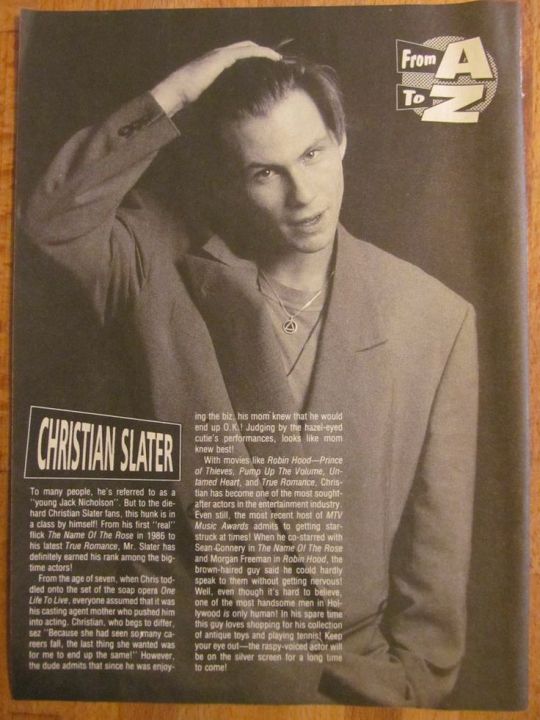 From A
To Z
CHRISTIAN SLATER
To many people, he's referred to as a
"young Jack Nicholson". But to the die-
hard Christian Slater fans, this hunk is in
a class by himself! From his first "real"
flick The Name Of The Rose in 1986 to
his latest True Romance, Mr. Slater has
definitely earned his rank among the big-
time actors!
From the age of seven, when Chris tod-
dled onto the set of the soap opera One
Life To Live, everyone assumed that it was
his casting agent mother who pushed him
into acting. Christian, who begs to differ,
sez "Because she had seen so many ca-
reers fall, the last thing she wanted was
for me to end up the same!" However,
the dude admits that since he was enjoy-
ing the biz, his mom knew that he would
end up O.K.! Judging by the hazel-eyed
cutie's performances, looks like mom
knew best!
With movies like Robin Hood—Prince
of Thieves, Pump Up The Volume, Un-
tamed Heart, and True Romance, Chris-
tian has become one of the most sought-
after actors in the entertainment industry.
Even still, the most recent host of MTV
Music Awards admits to getting star-
struck at times! When he co-starred with
Sean Connery in The Name Of The Rose
and Morgan Freeman in Robin Hood, the
brown-haired guy said he could hardly
speak to them without getting nervous!
Well, even though it's hard to believe,
one of the most handsome men in Hol-
lywood is only human! In his spare time
this guy loves shopping for his collection
of antique toys and playing tennis! Keep
your eye out—the raspy-voiced actor will
be on the silver screen for a long time
to come!